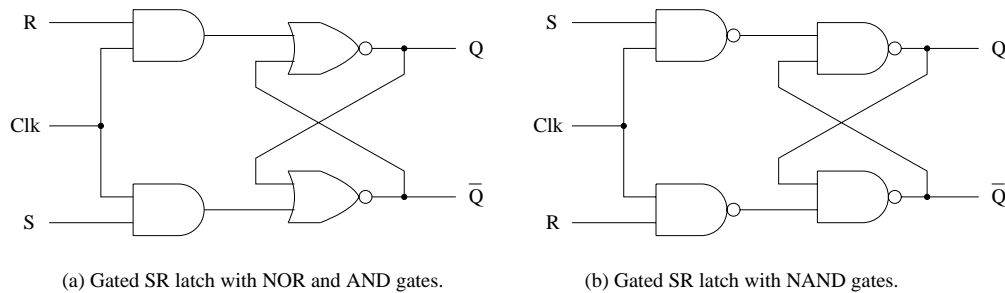 R
Q
Clk
S
Q̅
(a) Gated SR latch with NOR and AND gates.
S
Q
Clk
R
Q̅
(b) Gated SR latch with NAND gates.